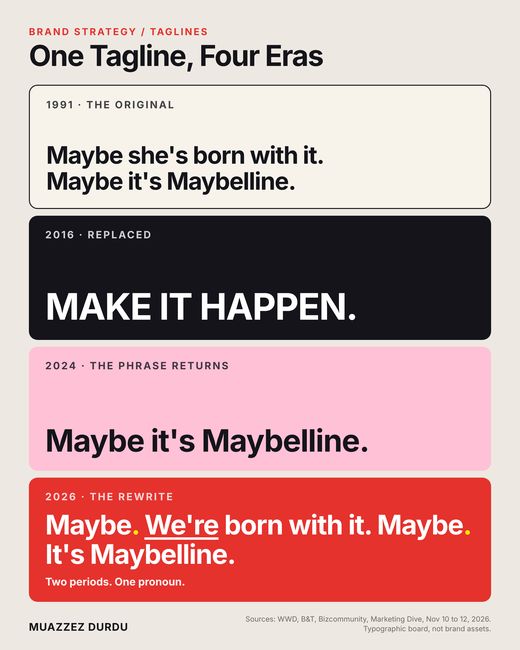 BRAND STRATEGY / TAGLINES
One Tagline, Four Eras
1991 · THE ORIGINAL
Maybe she's born with it.
Maybe it's Maybelline.
2016 · REPLACED
MAKE IT HAPPEN.
2024 · THE PHRASE RETURNS
Maybe it's Maybelline.
2026 · THE REWRITE
Maybe. We're born with it. Maybe.
It's Maybelline.
Two periods. One pronoun.
MUAZZEZ DURDU
Sources: WWD, B&T, Bizcommunity, Marketing Dive, Nov 10 to 12, 2026.
Typographic board, not brand assets.